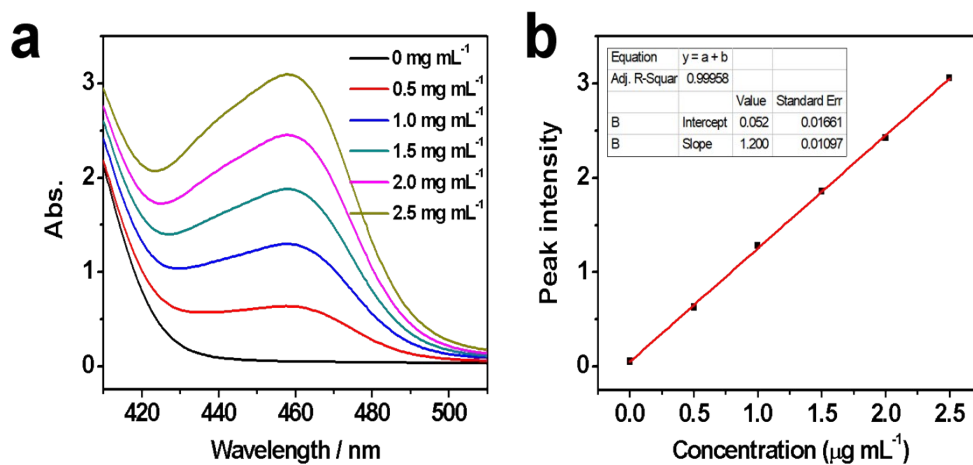 a
3
2
1
0
Abs.
420 440 460 480 500
Wavelength / nm
0 mg mL⁻¹
0.5 mg mL⁻¹
1.0 mg mL⁻¹
1.5 mg mL⁻¹
2.0 mg mL⁻¹
2.5 mg mL⁻¹
b
3
2
1
0
Peak intensity
0.0 0.5 1.0 1.5 2.0 2.5
Concentration (μg mL⁻¹)
Equation y = a + b
Adj. R-Squar 0.99958
Value Standard Err
B Intercept 0.052 0.01661
B Slope 1.200 0.01097